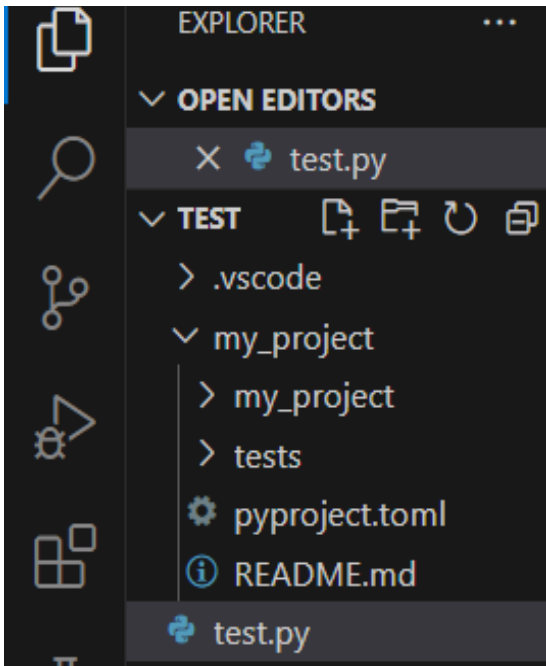 EXPLORER
OPEN EDITORS
test.py
TEST
.vscode
my_project
my_project
tests
pyproject.toml
README.md
test.py